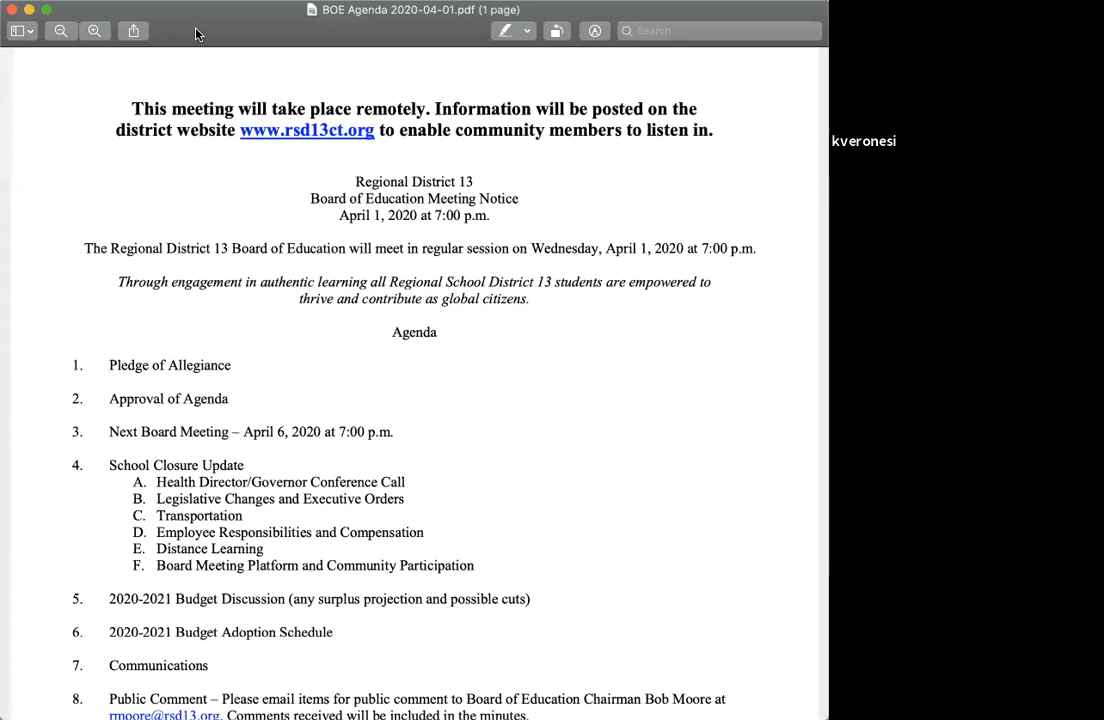 BOE Agenda 2020-04-01.pdf (1 page)
Search
This meeting will take place remotely. Information will be posted on the
district website www.rsd13ct.org to enable community members to listen in.
kveronesi
Regional District 13
Board of Education Meeting Notice
April 1, 2020 at 7:00 p.m.
The Regional District 13 Board of Education will meet in regular session on Wednesday, April 1, 2020 at 7:00 p.m.
Through engagement in authentic learning all Regional School District 13 students are empowered to
thrive and contribute as global citizens.
Agenda
1. Pledge of Allegiance
2. Approval of Agenda
3. Next Board Meeting – April 6, 2020 at 7:00 p.m.
4. School Closure Update
A. Health Director/Governor Conference Call
B. Legislative Changes and Executive Orders
C. Transportation
D. Employee Responsibilities and Compensation
E. Distance Learning
F. Board Meeting Platform and Community Participation
5. 2020-2021 Budget Discussion (any surplus projection and possible cuts)
6. 2020-2021 Budget Adoption Schedule
7. Communications
8. Public Comment – Please email items for public comment to Board of Education Chairman Bob Moore at
rmoore@rsd13.org. Comments received will be included in the minutes.